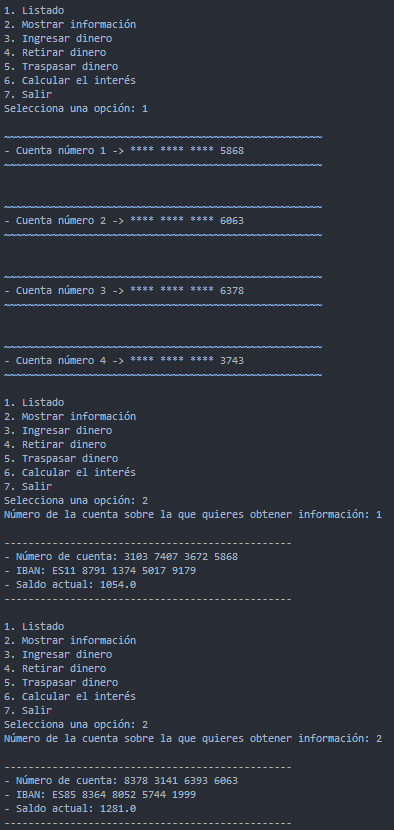 1. Listado
2. Mostrar información
3. Ingresar dinero
4. Retirar dinero
5. Traspasar dinero
6. Calcular el interés
7. Salir
Selecciona una opción: 1
~~~~~~~~~~~~~~~~~~~~~~~~~~~~~~~~~~~~~~~~~~~~~~~~~~~~~
- Cuenta número 1 -> **** **** **** 5868
~~~~~~~~~~~~~~~~~~~~~~~~~~~~~~~~~~~~~~~~~~~~~~~~~~~~~
~~~~~~~~~~~~~~~~~~~~~~~~~~~~~~~~~~~~~~~~~~~~~~~~~~~~~
- Cuenta número 2 -> **** **** **** 6063
~~~~~~~~~~~~~~~~~~~~~~~~~~~~~~~~~~~~~~~~~~~~~~~~~~~~~
~~~~~~~~~~~~~~~~~~~~~~~~~~~~~~~~~~~~~~~~~~~~~~~~~~~~~
- Cuenta número 3 -> **** **** **** 6378
~~~~~~~~~~~~~~~~~~~~~~~~~~~~~~~~~~~~~~~~~~~~~~~~~~~~~
~~~~~~~~~~~~~~~~~~~~~~~~~~~~~~~~~~~~~~~~~~~~~~~~~~~~~
- Cuenta número 4 -> **** **** **** 3743
~~~~~~~~~~~~~~~~~~~~~~~~~~~~~~~~~~~~~~~~~~~~~~~~~~~~~
1. Listado
2. Mostrar información
3. Ingresar dinero
4. Retirar dinero
5. Traspasar dinero
6. Calcular el interés
7. Salir
Selecciona una opción: 2
Número de la cuenta sobre la que quieres obtener información: 1
------------------------------------------------
- Número de cuenta: 3103 7407 3672 5868
- IBAN: ES11 8791 1374 5017 9179
- Saldo actual: 1054.0
------------------------------------------------
1. Listado
2. Mostrar información
3. Ingresar dinero
4. Retirar dinero
5. Traspasar dinero
6. Calcular el interés
7. Salir
Selecciona una opción: 2
Número de la cuenta sobre la que quieres obtener información: 2
------------------------------------------------
- Número de cuenta: 8378 3141 6393 6063
- IBAN: ES85 8364 8052 5744 1999
- Saldo actual: 1281.0
------------------------------------------------